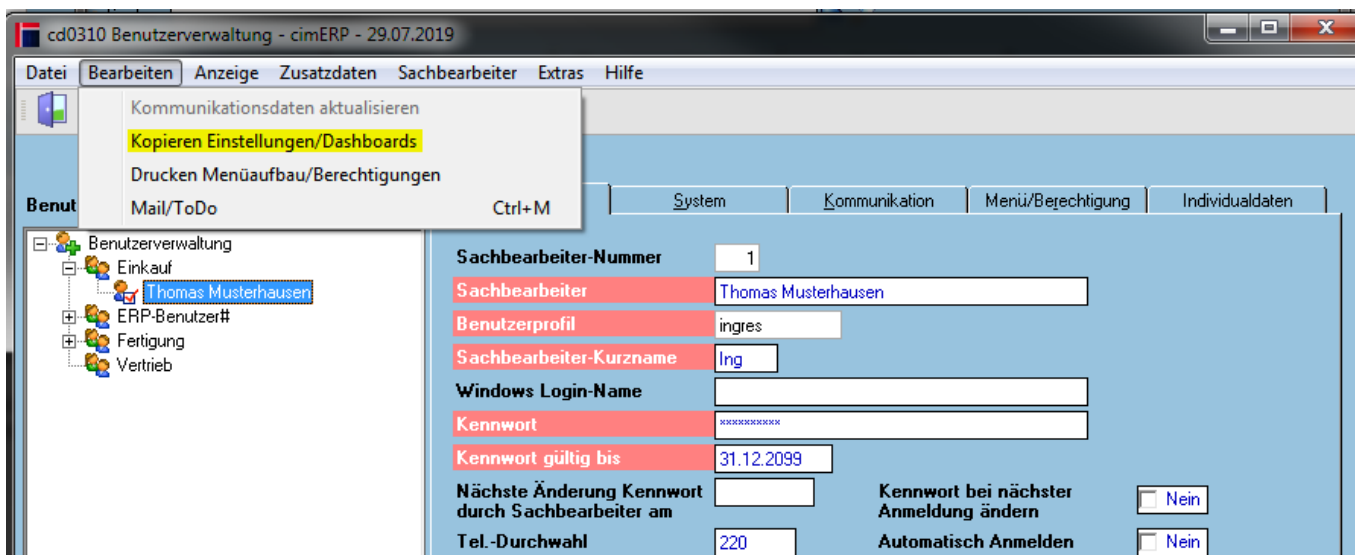 cd0310 Benutzerverwaltung - cimERP - 29.07.2019
Datei Bearbeiten Anzeige Zusatzdaten Sachbearbeiter Extras Hilfe
Kommunikationsdaten aktualisieren
Kopieren Einstellungen/Dashboards
Drucken Menüaufbau/Berechtigungen
Mail/ToDo Ctrl+M
Benut
System Kommunikation Menü/Berechtigung Individualdaten
Benutzerverwaltung
Einkauf
Thomas Musterhausen
ERP-Benutzer#
Fertigung
Vertrieb
Sachbearbeiter-Nummer 1
Sachbearbeiter Thomas Musterhausen
Benutzerprofil ingres
Sachbearbeiter-Kurzname Ing
Windows Login-Name
Kennwort **********
Kennwort gültig bis 31.12.2099
Nächste Änderung Kennwort
durch Sachbearbeiter am
Kennwort bei nächster
Anmeldung ändern
Nein
Tel.-Durchwahl 220 Automatisch Anmelden Nein